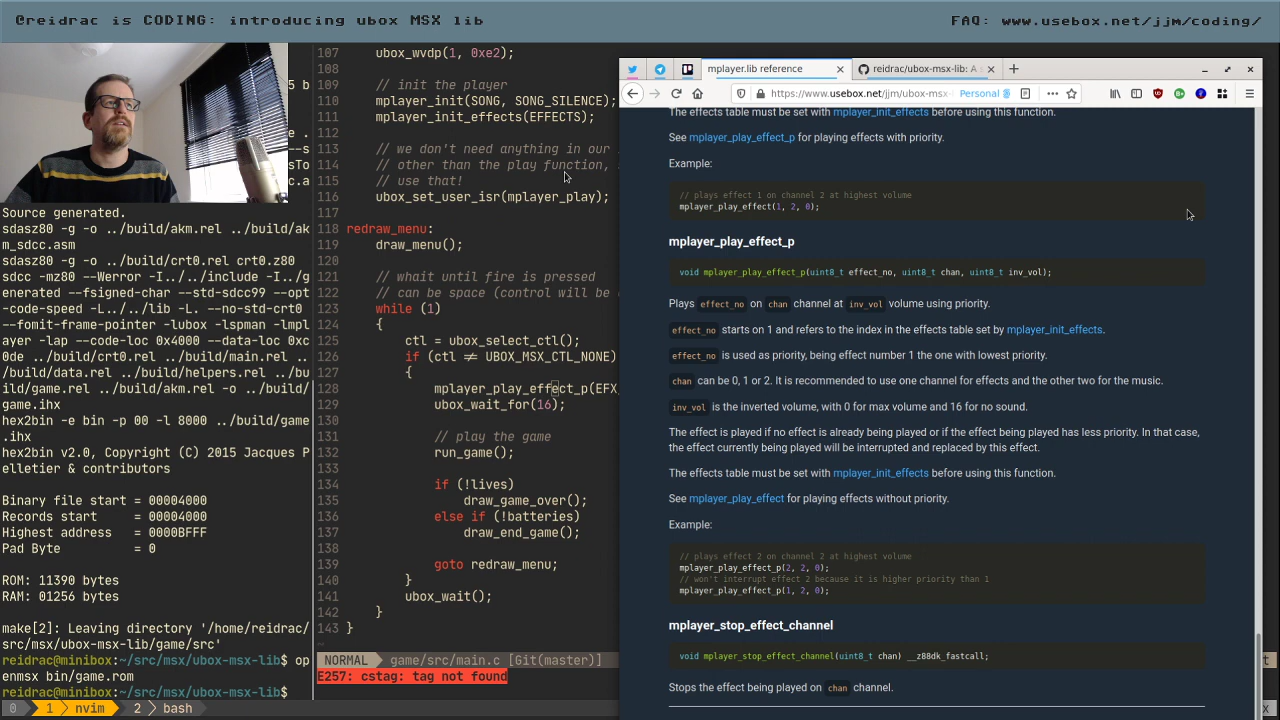 @reidrac is CODING: introducing ubox MSX lib
FAQ: www.usebox.net/jjm/coding/
Source generated.
sdasz80 -g -o ../build/akm.rel ../build/ak
m_sdcc.asm
sdasz80 -g -o ../build/crt0.rel crt0.z80
sdcc -mz80 --Werror -I../../include -I../g
enerated --fsigned-char --std-sdcc99 --opt
-code-speed -L../../lib -L. --no-std-crt0
--fomit-frame-pointer -lubox -lspman -lmpl
ayer -lap --code-loc 0x4000 --data-loc 0xc
0de ../build/crt0.rel ../build/main.rel ..
/build/data.rel ../build/helpers.rel ../bu
ild/game.rel ../build/akm.rel -o ../build/
game.ihx
hex2bin -e bin -p 00 -l 8000 ../build/game
.ihx
hex2bin v2.0, Copyright (C) 2015 Jacques P
elletier & contributors
Binary file start = 00004000
Records start = 00004000
Highest address = 0000BFFF
Pad Byte = 0
ROM: 11390 bytes
RAM: 01256 bytes
make[2]: Leaving directory '/home/reidrac/
src/msx/ubox-msx-lib/game/src'
reidrac@minibox:~/src/msx/ubox-msx-lib$ op
enmsx bin/game.rom
reidrac@minibox:~/src/msx/ubox-msx-lib$
0 1 nvim 2 bash
107 ubox_wvdp(1, 0xe2);
108
109 // init the player
110 mplayer_init(SONG, SONG_SILENCE);
111 mplayer_init_effects(EFFECTS);
112
113 // we don't need anything in our
114 // other than the play function,
115 // use that!
116 ubox_set_user_isr(mplayer_play);
117
118 redraw_menu:
119 draw_menu();
120
121 // whait until fire is pressed
122 // can be space (control will be
123 while (1)
124 {
125 ctl = ubox_select_ctl();
126 if (ctl ≠ UBOX_MSX_CTL_NONE)
127 {
128 mplayer_play_effect_p(EFX_
129 ubox_wait_for(16);
130
131 // play the game
132 run_game();
133
134 if (!lives)
135 draw_game_over();
136 else if (!batteries)
137 draw_end_game();
138
139 goto redraw_menu;
140 }
141 ubox_wait();
142 }
143 }
NORMAL game/src/main.c [Git(master)]
E257: cstag: tag not found
mplayer.lib reference
reidrac/ubox-msx-lib: A
https://www.usebox.net/jjm/ubox-ms
Personal
The effects table must be set with mplayer_init_effects before using this function.
See mplayer_play_effect_p for playing effects with priority.
Example:
// plays effect 1 on channel 2 at highest volume
mplayer_play_effect(1, 2, 0);
mplayer_play_effect_p
void mplayer_play_effect_p(uint8_t effect_no, uint8_t chan, uint8_t inv_vol);
Plays effect_no on chan channel at inv_vol volume using priority.
effect_no starts on 1 and refers to the index in the effects table set by mplayer_init_effects.
effect_no is used as priority, being effect number 1 the one with lowest priority.
chan can be 0, 1 or 2. It is recommended to use one channel for effects and the other two for the music.
inv_vol is the inverted volume, with 0 for max volume and 16 for no sound.
The effect is played if no effect is already being played or if the effect being played has less priority. In that case,
the effect currently being played will be interrupted and replaced by this effect.
The effects table must be set with mplayer_init_effects before using this function.
See mplayer_play_effect for playing effects without priority.
Example:
// plays effect 2 on channel 2 at highest volume
mplayer_play_effect_p(2, 2, 0);
// won't interrupt effect 2 because it is higher priority than 1
mplayer_play_effect_p(1, 2, 0);
mplayer_stop_effect_channel
void mplayer_stop_effect_channel(uint8_t chan) __z88dk_fastcall;
Stops the effect being played on chan channel.